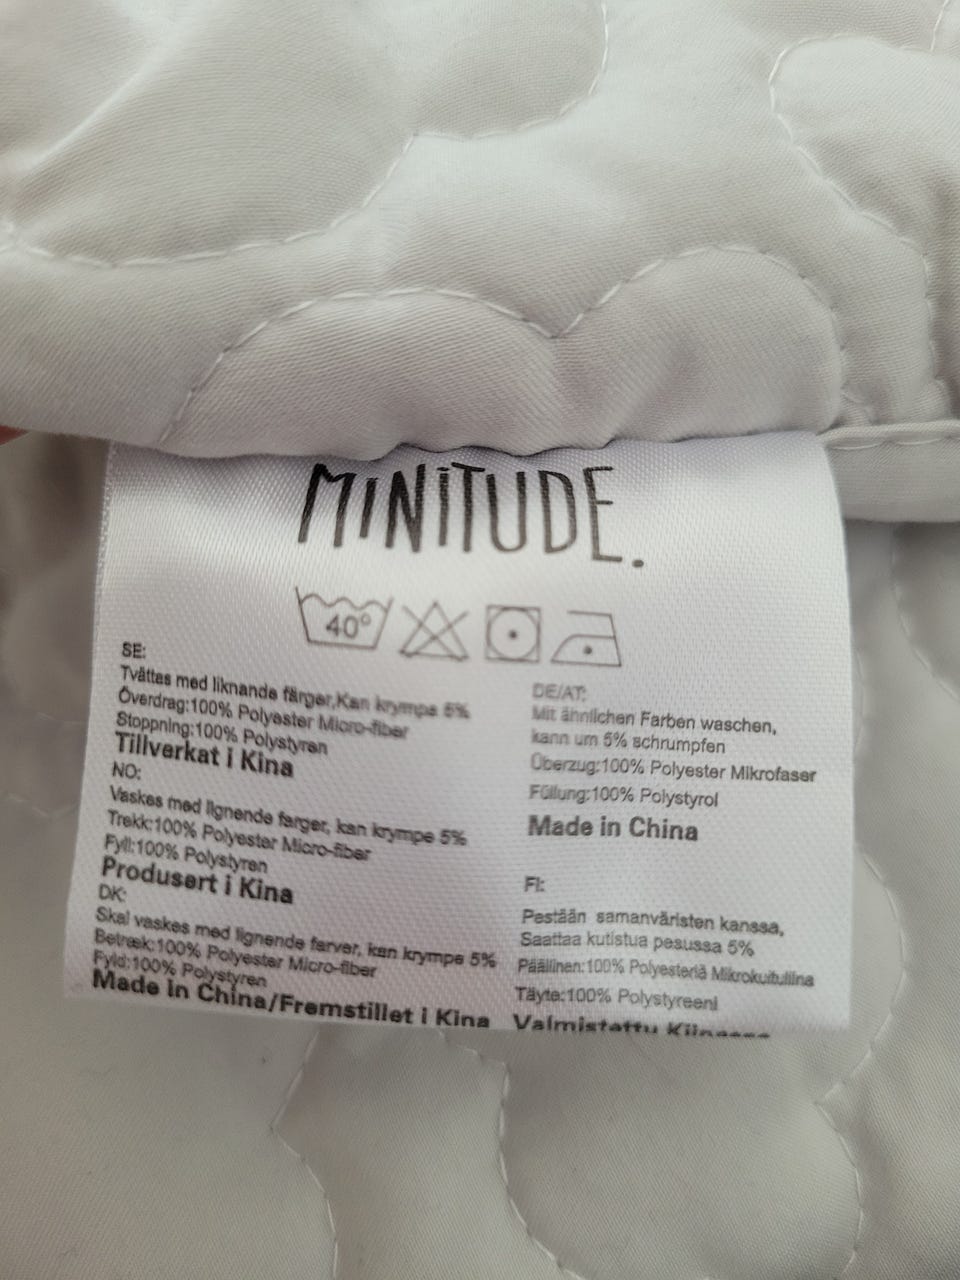 MINITUDE.
40°
SE:
Tvättas med liknande färger,Kan krympa 5%
Överdrag:100% Polyester Micro-fiber
Stoppning:100% Polystyren
Tillverkat i Kina
NO:
Vaskes med lignende farger, kan krympe 5%
Trekk:100% Polyester Micro-fiber
Fyll:100% Polystyren
Produsert i Kina
DK:
Skal vaskes med lignende farver, kan krympe 5%
Betræk:100% Polyester Micro-fiber
Fyld:100% Polystyren
Made in China/Fremstillet i Kina
DE/AT:
Mit ähnlichen Farben waschen,
kann um 5% schrumpfen
Überzug:100% Polyester Mikrofaser
Füllung:100% Polystyrol
Made in China
FI:
Pestään samanväristen kanssa,
Saattaa kutistua pesussa 5%
Päällinen:100% Polyesteriä Mikrokuituliina
Täyte:100% Polystyreeni
Valmistettu Kiinassa